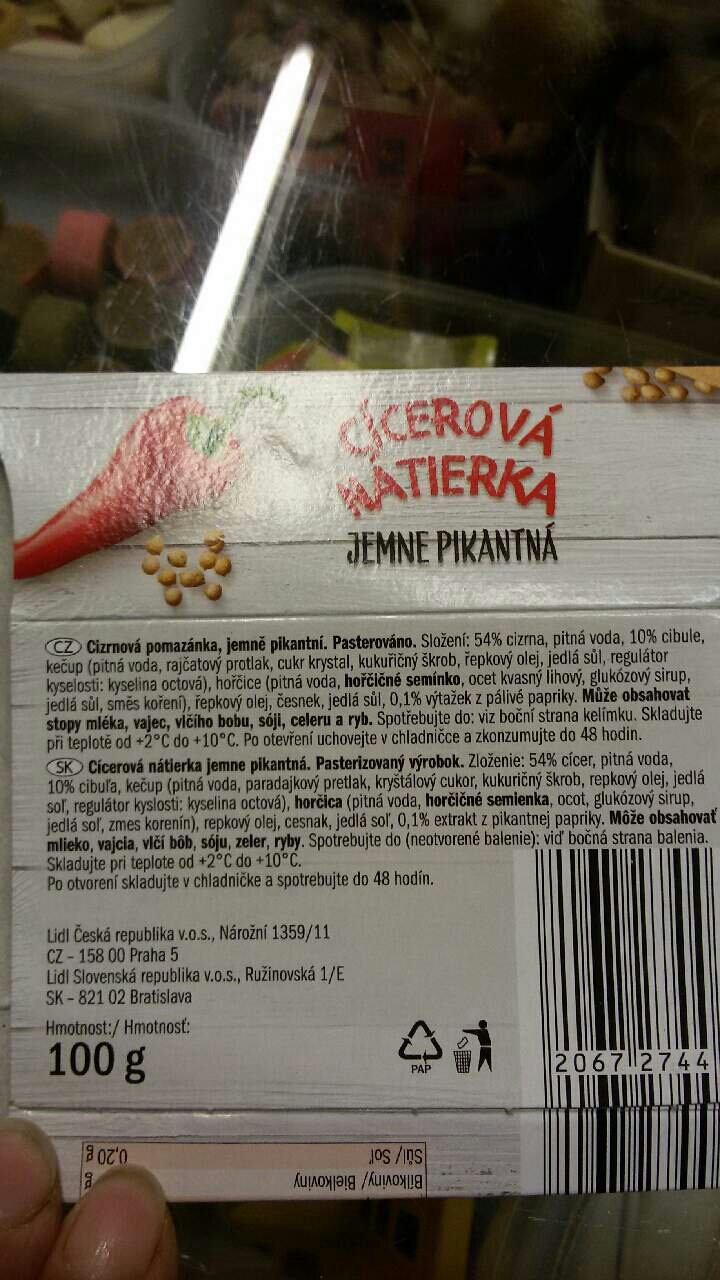 CÍCEROVÁ
NÁTIERKA
JEMNE PIKANTNÁ
CZ Cizrnová pomazánka, jemně pikantní. Pasterováno. Složení: 54% cizrna, pitná voda, 10% cibule,
kečup (pitná voda, rajčatový protlak, cukr krystal, kukuřičný škrob, řepkový olej, jedlá sůl, regulátor
kyselosti: kyselina octová), hořčice (pitná voda, hořčičné semínko, ocet kvasný lihový, glukózový sirup,
jedlá sůl, směs koření), řepkový olej, česnek, jedlá sůl, 0,1% výtažek z pálivé papriky. Může obsahovat
stopy mléka, vajec, vlčího bobu, sóji, celeru a ryb. Spotřebujte do: viz boční strana kelímku. Skladujte
při teplotě od +2°C do +10°C. Po otevření uchovejte v chladničce a zkonzumujte do 48 hodin.
SK Cícerová nátierka jemne pikantná. Pasterizovaný výrobok. Zloženie: 54% cícer, pitná voda,
10% cibuľa, kečup (pitná voda, paradajkový pretlak, kryštálový cukor, kukuričný škrob, repkový olej, jedlá
soľ, regulátor kyslosti: kyselina octová), horčica (pitná voda, horčičné semienka, ocot, glukózový sirup,
jedlá soľ, zmes korenín), repkový olej, cesnak, jedlá soľ, 0,1% extrakt z pikantnej papriky. Môže obsahovať
mlieko, vajcia, vlčí bôb, sóju, zeler, ryby. Spotrebujte do (neotvorené balenie): viď bočná strana balenia.
Skladujte pri teplote od +2°C do +10°C.
Po otvorení skladujte v chladničke a spotrebujte do 48 hodín.
Lidl Česká republika v.o.s., Nárožní 1359/11
CZ - 158 00 Praha 5
Lidl Slovenská republika v.o.s., Ružinovská 1/E
SK - 821 02 Bratislava
Hmotnost:/ Hmotnosť:
100 g
PAP
2067 2744
Sůl/ Soľ 0,20 g
Bílkoviny/ Bielkoviny g